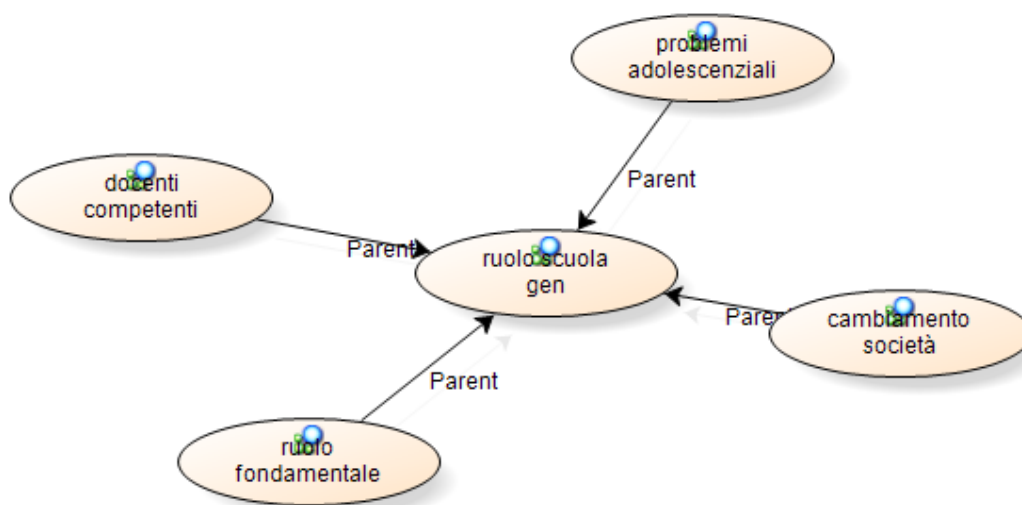 problemi
adolescenziali
Parent
docenti
competenti
Parent
ruolo scuola
gen
Parent
cambiamento
società
Parent
ruolo
fondamentale